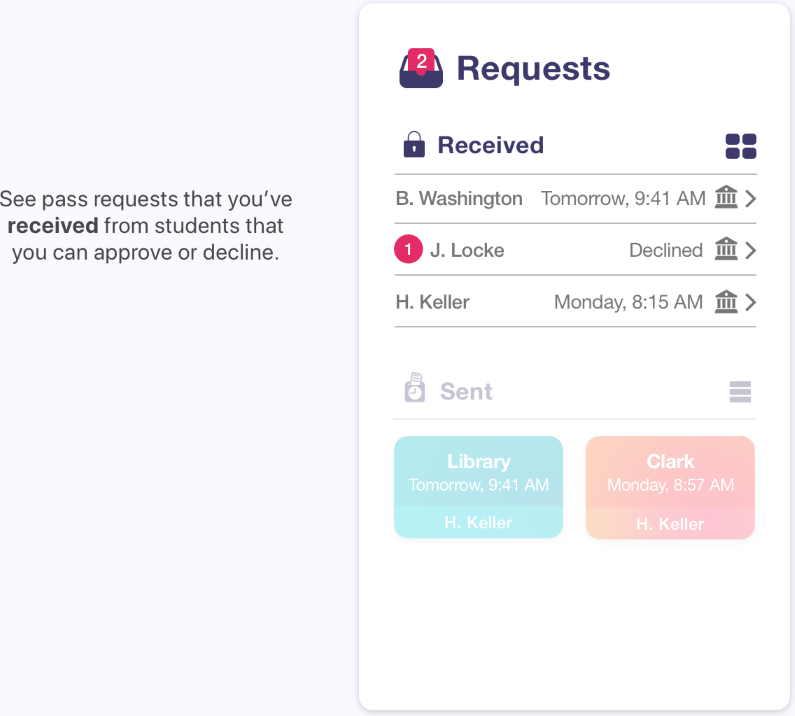 See pass requests that you've
received from students that
you can approve or decline.
2
Requests
Received
B. Washington Tomorrow, 9:41 AM
1 J. Locke Declined
H. Keller Monday, 8:15 AM
Sent
Library
Tomorrow, 9:41 AM
H. Keller
Clark
Monday, 8:57 AM
H. Keller